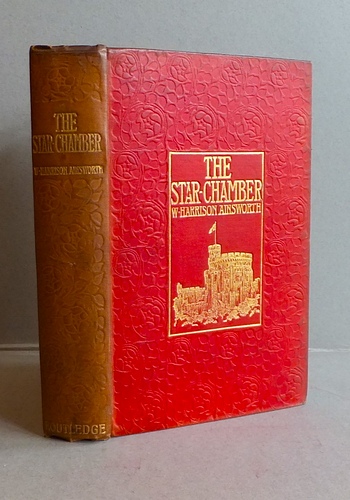 THE
STAR-CHAMBER
W·HARRISON AINSWORTH
ROUTLEDGE
THE
STAR·CHAMBER
W·HARRISON AINSWORTH